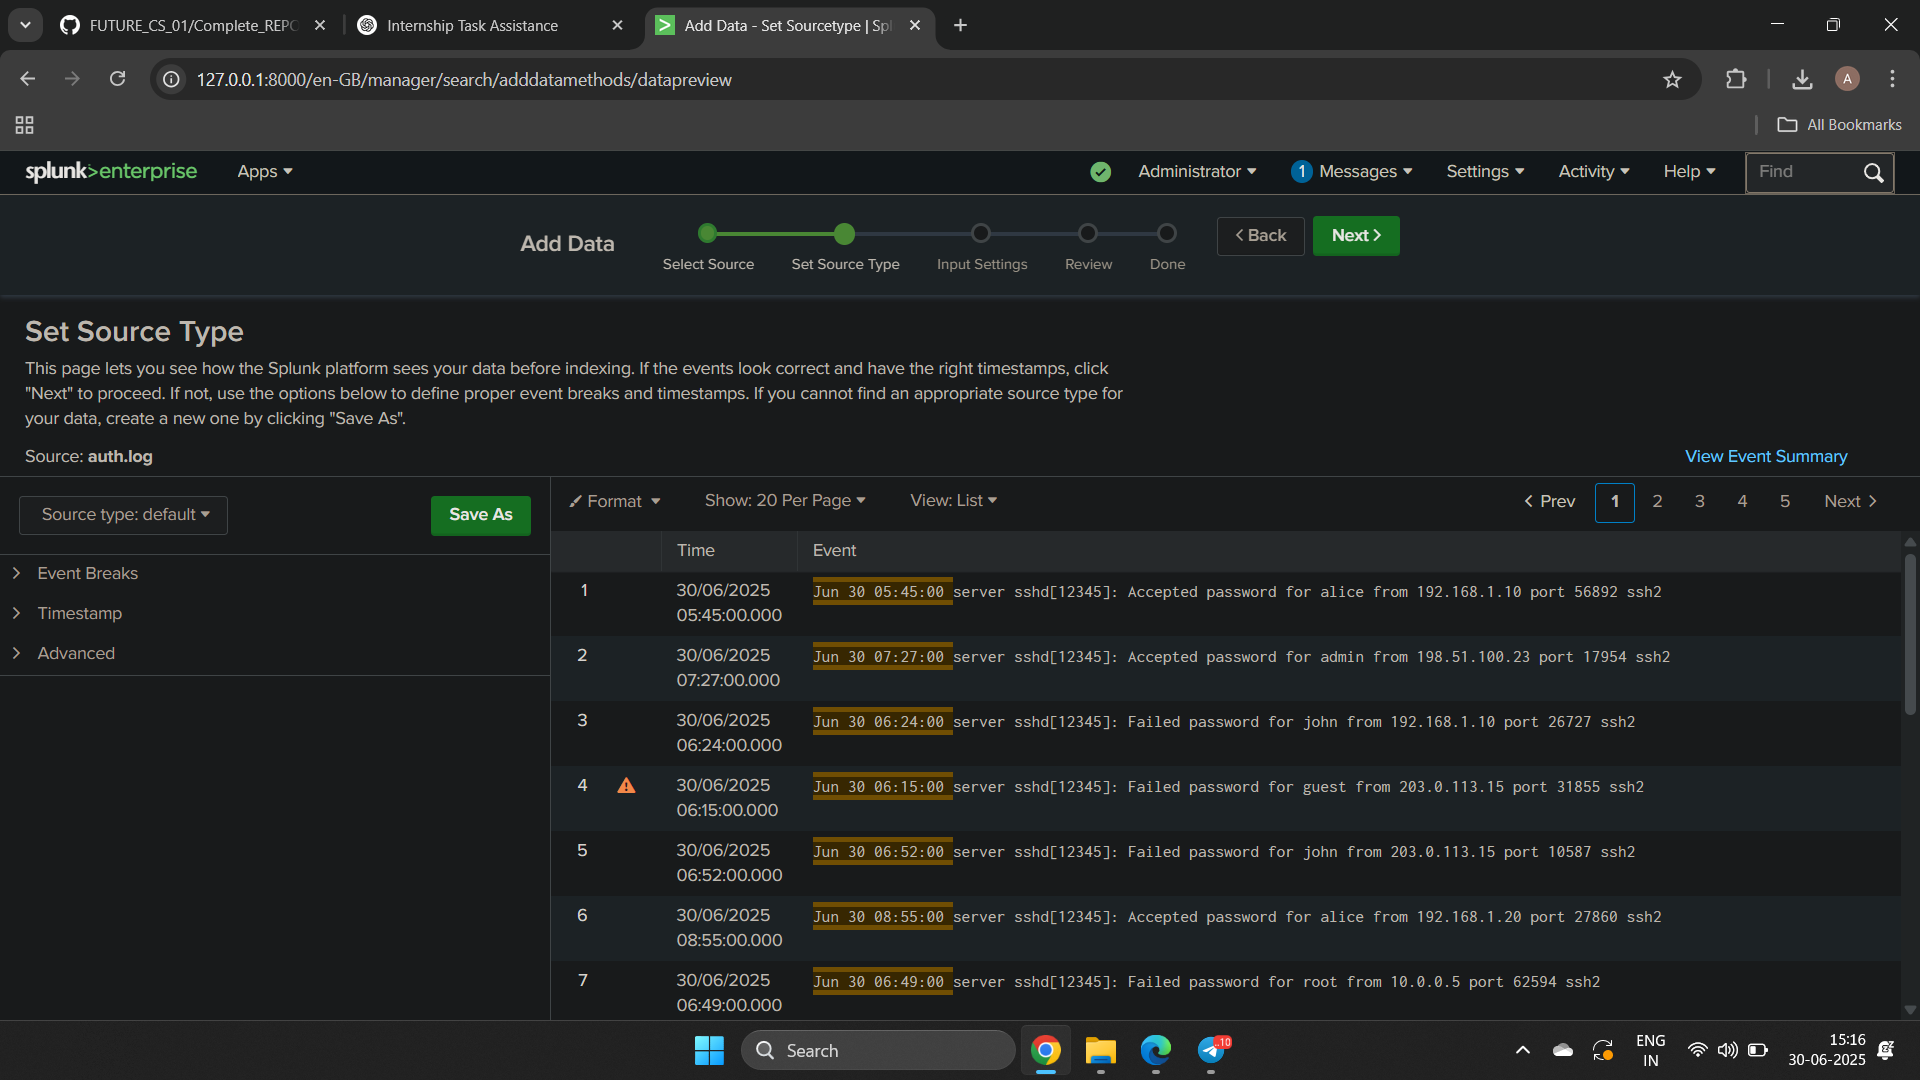 FUTURE_CS_01/Complete_REPO
Internship Task Assistance
Add Data - Set Sourcetype | Spl
127.0.0.1:8000/en-GB/manager/search/adddatamethods/datapreview
A
All Bookmarks
splunk>enterprise
Apps
Administrator
1 Messages
Settings
Activity
Help
Find
Add Data
Select Source
Set Source Type
Input Settings
Review
Done
Back
Next
Set Source Type
This page lets you see how the Splunk platform sees your data before indexing. If the events look correct and have the right timestamps, click
"Next" to proceed. If not, use the options below to define proper event breaks and timestamps. If you cannot find an appropriate source type for
your data, create a new one by clicking "Save As".
Source: auth.log
View Event Summary
Source type: default
Save As
Event Breaks
Timestamp
Advanced
Format
Show: 20 Per Page
View: List
Prev 1 2 3 4 5 Next
Time Event
1 30/06/2025 05:45:00.000 Jun 30 05:45:00 server sshd[12345]: Accepted password for alice from 192.168.1.10 port 56892 ssh2
2 30/06/2025 07:27:00.000 Jun 30 07:27:00 server sshd[12345]: Accepted password for admin from 198.51.100.23 port 17954 ssh2
3 30/06/2025 06:24:00.000 Jun 30 06:24:00 server sshd[12345]: Failed password for john from 192.168.1.10 port 26727 ssh2
4 30/06/2025 06:15:00.000 Jun 30 06:15:00 server sshd[12345]: Failed password for guest from 203.0.113.15 port 31855 ssh2
5 30/06/2025 06:52:00.000 Jun 30 06:52:00 server sshd[12345]: Failed password for john from 203.0.113.15 port 10587 ssh2
6 30/06/2025 08:55:00.000 Jun 30 08:55:00 server sshd[12345]: Accepted password for alice from 192.168.1.20 port 27860 ssh2
7 30/06/2025 06:49:00.000 Jun 30 06:49:00 server sshd[12345]: Failed password for root from 10.0.0.5 port 62594 ssh2
Search
10
ENG
IN
15:16
30-06-2025